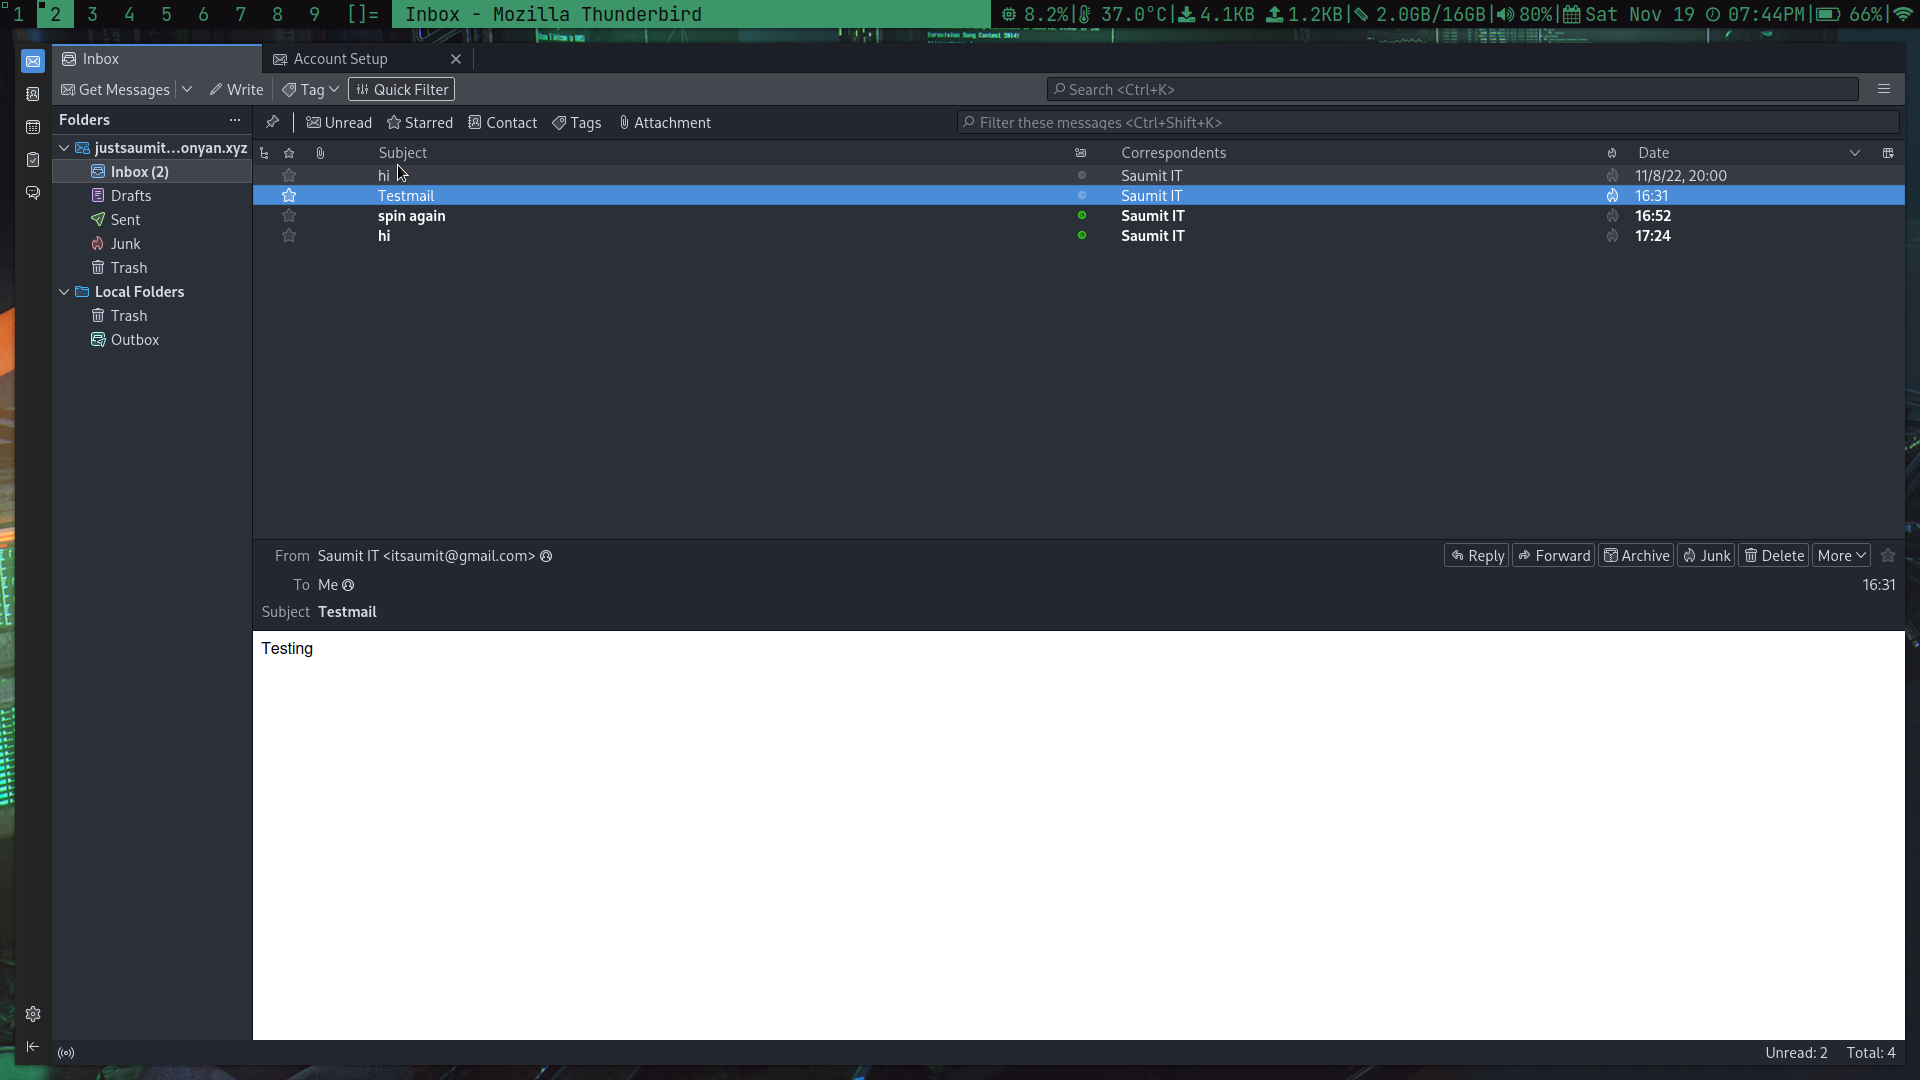 1 2 3 4 5 6 7 8 9 []= Inbox - Mozilla Thunderbird 8.2%| 37.0°C| 4.1KB 1.2KB| 2.0GB/16GB| 80%| Sat Nov 19 07:44PM| 66%|
Eurovision Song Contest 2014!
Inbox Account Setup
Get Messages Write Tag Quick Filter Search <Ctrl+K>
Folders ··· Unread Starred Contact Tags Attachment Filter these messages <Ctrl+Shift+K>
justsaumit...onyan.xyz Subject Correspondents Date
Inbox (2) hi Saumit IT 11/8/22, 20:00
Drafts Testmail Saumit IT 16:31
Sent spin again Saumit IT 16:52
Junk hi Saumit IT 17:24
Trash
Local Folders
Trash
Outbox
From Saumit IT <itsaumit@gmail.com> Reply Forward Archive Junk Delete More
To Me 16:31
Subject Testmail
Testing
Unread: 2 Total: 4